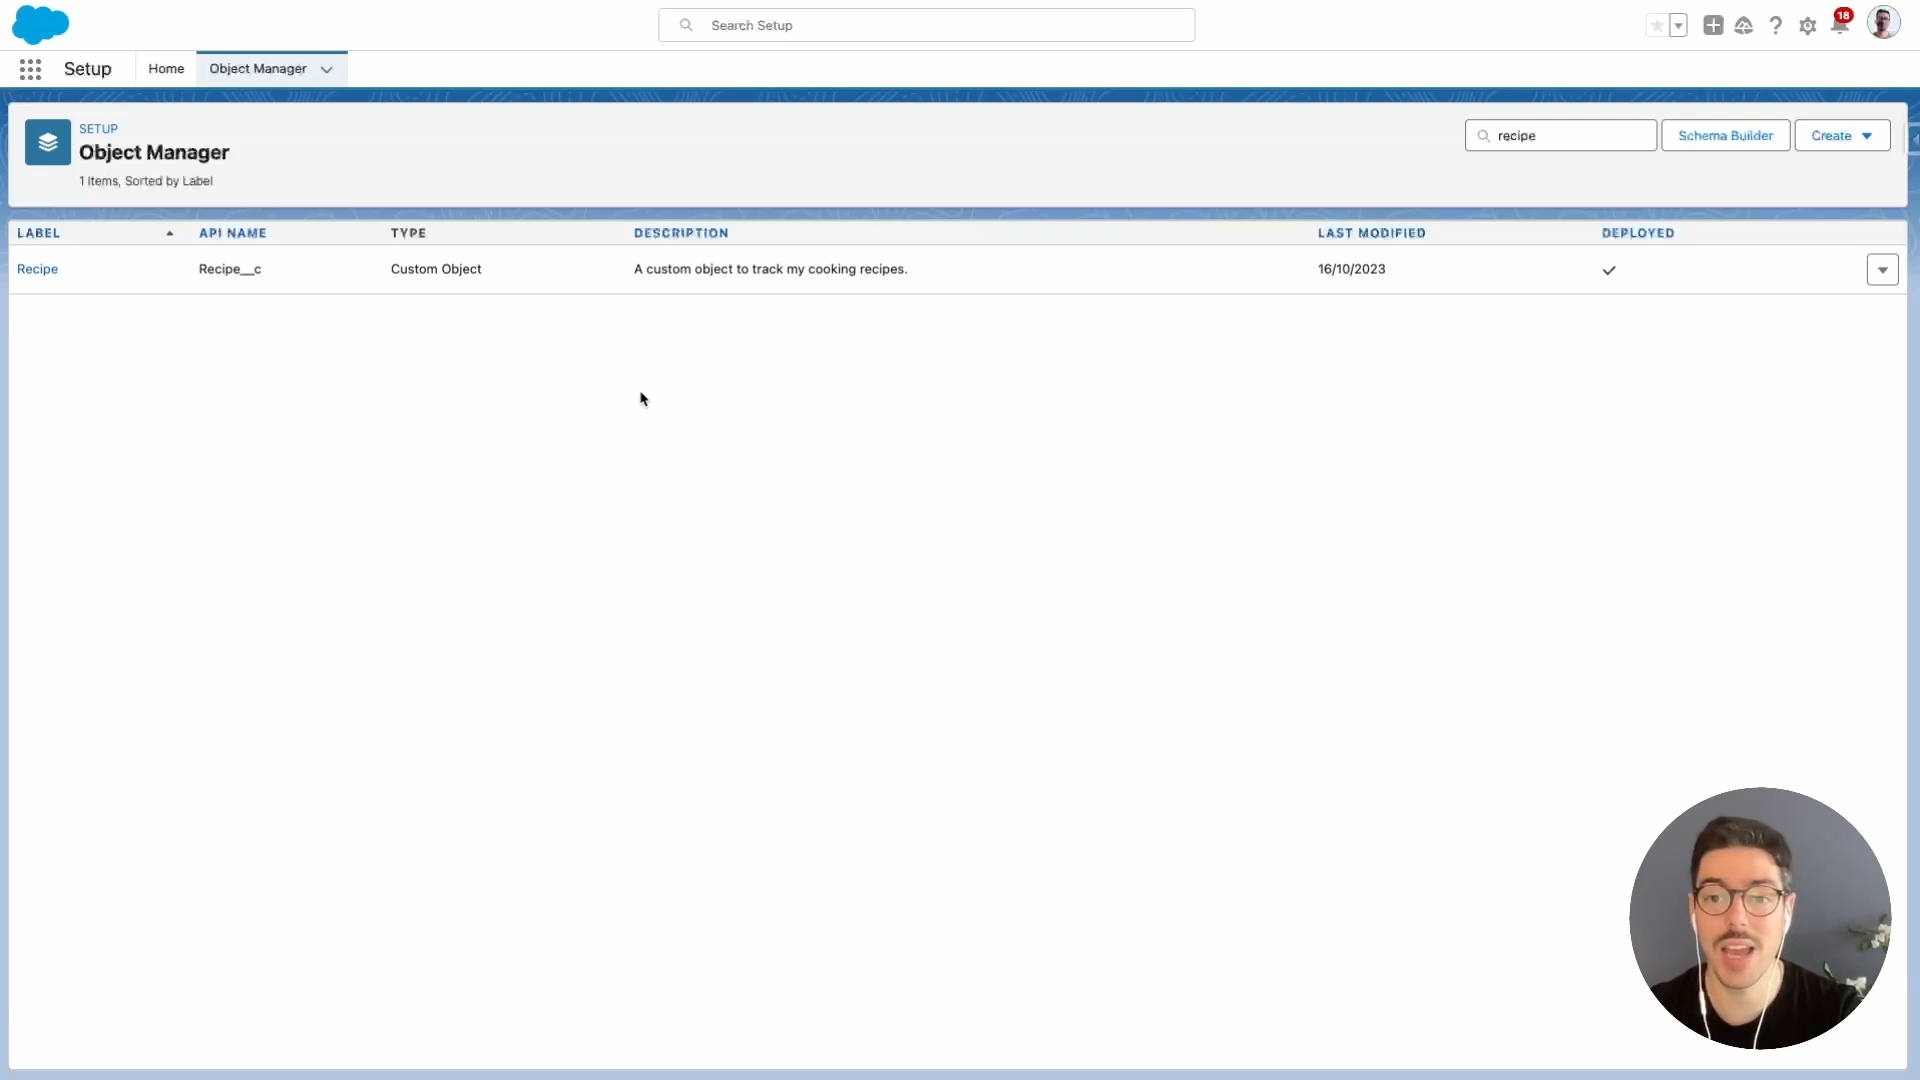 Search Setup
18
Setup
Home
Object Manager
SETUP
Object Manager
1 Items, Sorted by Label
recipe
Schema Builder
Create
LABEL
API NAME
TYPE
DESCRIPTION
LAST MODIFIED
DEPLOYED
Recipe
Recipe__c
Custom Object
A custom object to track my cooking recipes.
16/10/2023